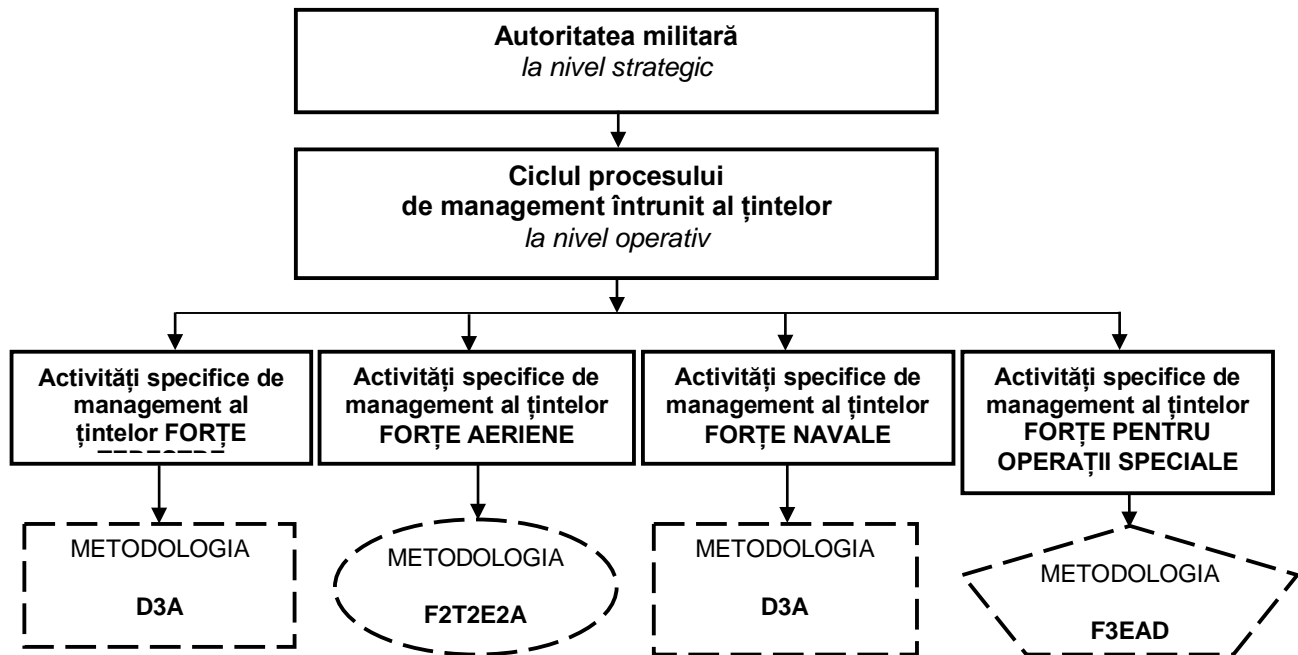 Autoritatea militară
la nivel strategic
Ciclul procesului
de management întrunit al țintelor
la nivel operativ
Activități specifice de
management al
țintelor FORȚE
Activități specifice de
management al țintelor
FORȚE AERIENE
Activități specifice de
management al țintelor
FORȚE NAVALE
Activități specifice de
management al țintelor
FORȚE PENTRU
OPERAȚII SPECIALE
METODOLOGIA
D3A
METODOLOGIA
F2T2E2A
METODOLOGIA
D3A
METODOLOGIA
F3EAD